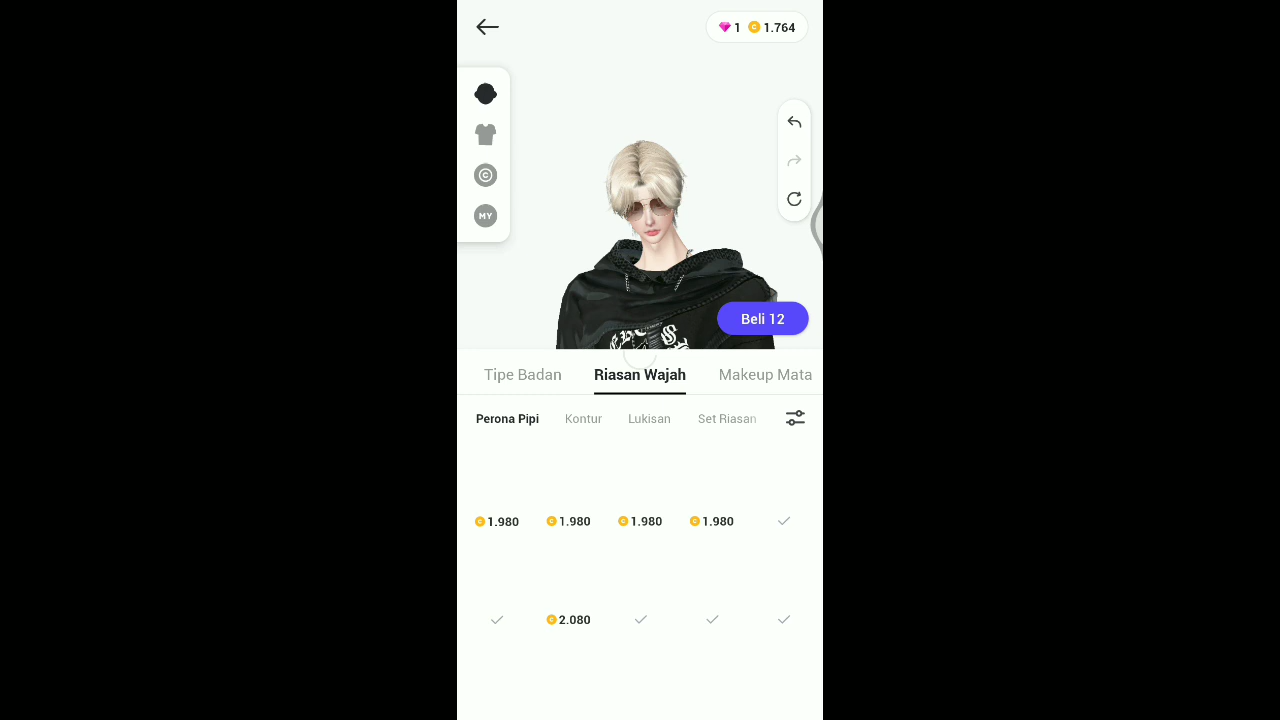 1 1.764
MY
Beli 12
Tipe Badan Riasan Wajah Makeup Mata
Perona Pipi Kontur Lukisan Set Riasan
1.980 1.980 1.980 1.980
2.080